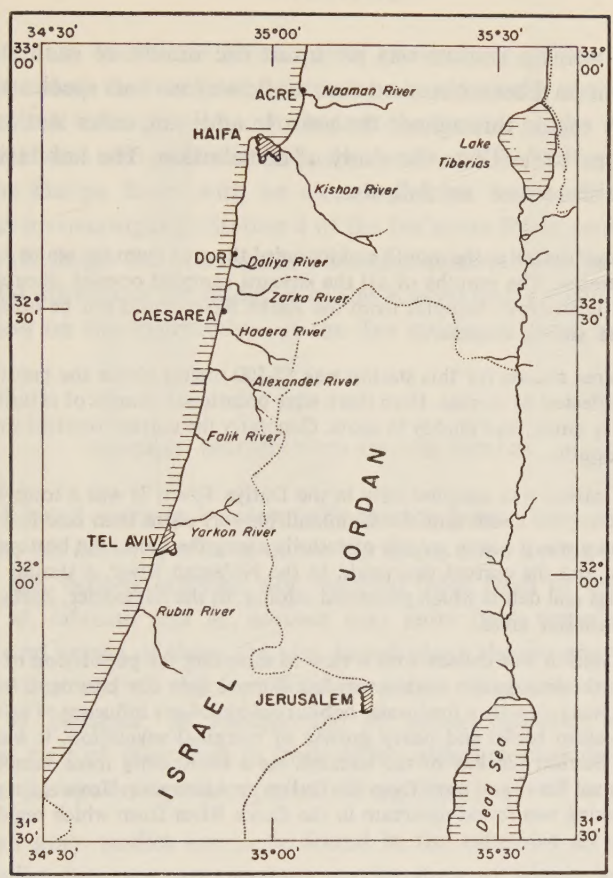 34°30' 35°00' 35°30'
33°
00'
33°
00'
ACRE
Naaman River
HAIFA
Lake
Tiberias
Kishon River
DOR
Daliya River
Zarka River
32°
30'
32°
30'
CAESAREA
Hadera River
Alexander River
Falik River
JORDAN
Yarkon River
TEL AVIV
32°
00'
32°
00'
Rubin River
ISRAEL
JERUSALEM
Dead Sea
31°
30'
31°
30'
34°30' 35°00' 35°30'